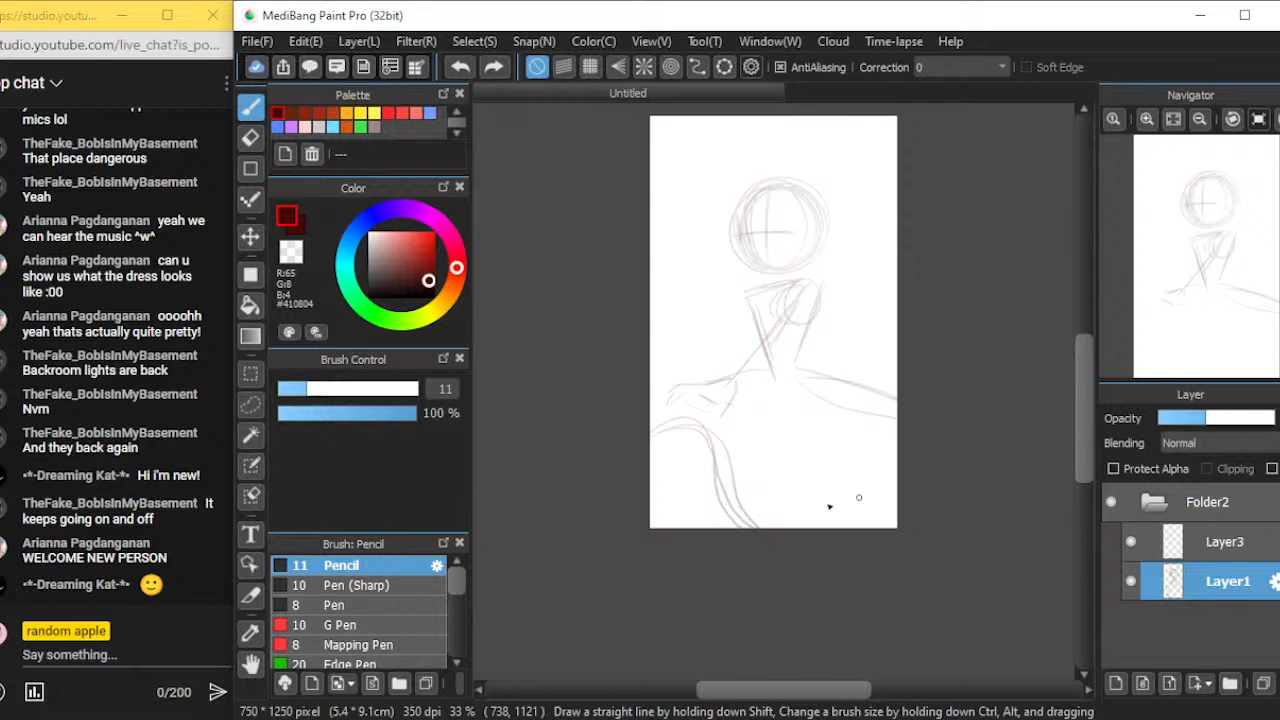 ps://studio.youtu...
tudio.youtube.com/live_chat?is_po...
op chat
mics lol
TheFake_BobIsInMyBasement
That place dangerous
TheFake_BobIsInMyBasement
Yeah
Arianna Pagdanganan yeah we
can hear the music ^w^
Arianna Pagdanganan can u
show us what the dress looks
like :00
Arianna Pagdanganan oooohh
yeah thats actually quite pretty!
TheFake_BobIsInMyBasement
Backroom lights are back
TheFake_BobIsInMyBasement
Nvm
TheFake_BobIsInMyBasement
And they back again
-*-Dreaming Kat-*- Hi i'm new!
TheFake_BobIsInMyBasement It
keeps going on and off
Arianna Pagdanganan
WELCOME NEW PERSON
-*-Dreaming Kat-*- 🙂
random apple
Say something...
0/200
MediBang Paint Pro (32bit)
File(F) Edit(E) Layer(L) Filter(R) Select(S) Snap(N) Color(C) View(V) Tool(T) Window(W) Cloud Time-lapse Help
AntiAliasing Correction 0 Soft Edge
Palette
---
Color
R:65
G:8
B:4
#410804
Brush Control
11
100 %
Brush: Pencil
11 Pencil
10 Pen (Sharp)
8 Pen
10 G Pen
8 Mapping Pen
20 Edge Pen
Untitled
Navigator
Layer
Opacity
Blending Normal
Protect Alpha Clipping
Folder2
Layer3
Layer1
750 * 1250 pixel (5.4 * 9.1cm) 350 dpi 33 % (738, 1121) Draw a straight line by holding down Shift, Change a brush size by holding down Ctrl, Alt, and dragging